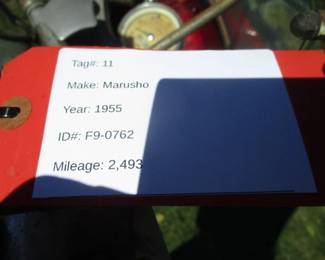 Tag#: 11
Make: Marusho
Year: 1955
ID#: F9-0762
Mileage: 2,493